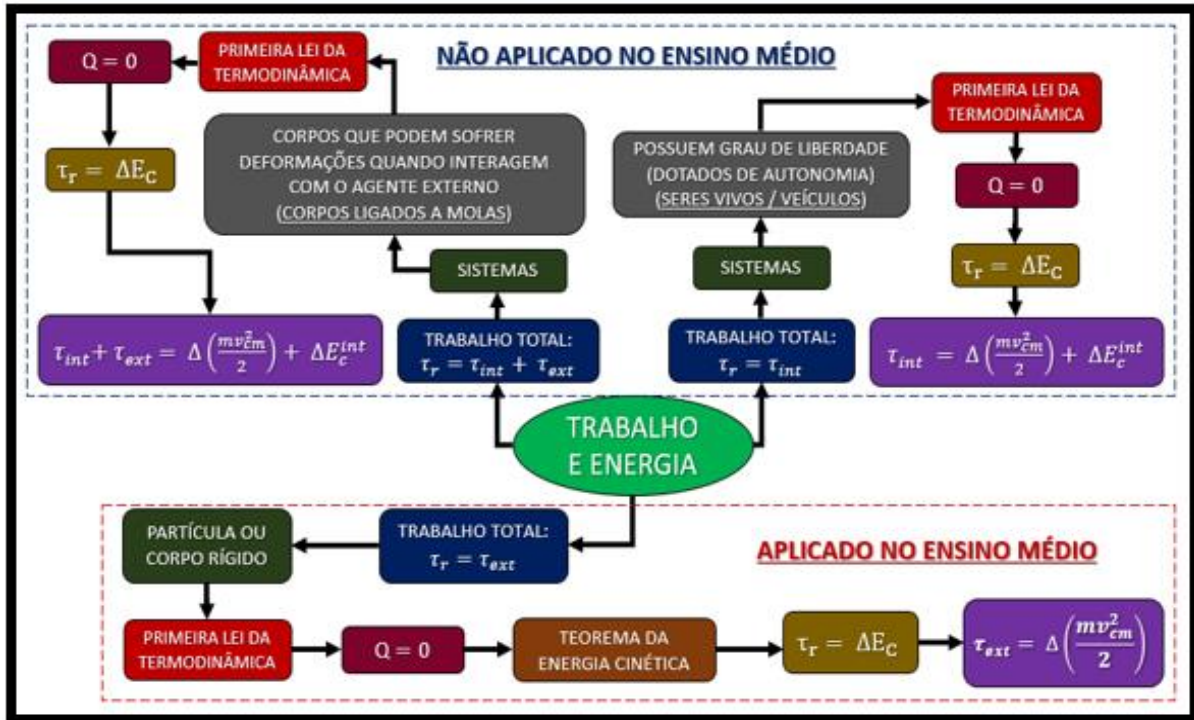 NÃO APLICADO NO ENSINO MÉDIO
Q = 0
PRIMEIRA LEI DA
TERMODINÂMICA
τr = ΔEC
CORPOS QUE PODEM SOFRER
DEFORMAÇÕES QUANDO INTERAGEM
COM O AGENTE EXTERNO
(CORPOS LIGADOS A MOLAS)
SISTEMAS
τint + τext = Δ(mv²cm/2) + ΔEc^int
TRABALHO TOTAL:
τr = τint + τext
PRIMEIRA LEI DA
TERMODINÂMICA
POSSUEM GRAU DE LIBERDADE
(DOTADOS DE AUTONOMIA)
(SERES VIVOS / VEÍCULOS)
Q = 0
SISTEMAS
τr = ΔEC
TRABALHO TOTAL:
τr = τint
τint = Δ(mv²cm/2) + ΔEc^int
TRABALHO
E ENERGIA
PARTÍCULA OU
CORPO RÍGIDO
TRABALHO TOTAL:
τr = τext
APLICADO NO ENSINO MÉDIO
PRIMEIRA LEI DA
TERMODINÂMICA
Q = 0
TEOREMA DA
ENERGIA CINÉTICA
τr = ΔEC
τext = Δ(mv²cm/2)